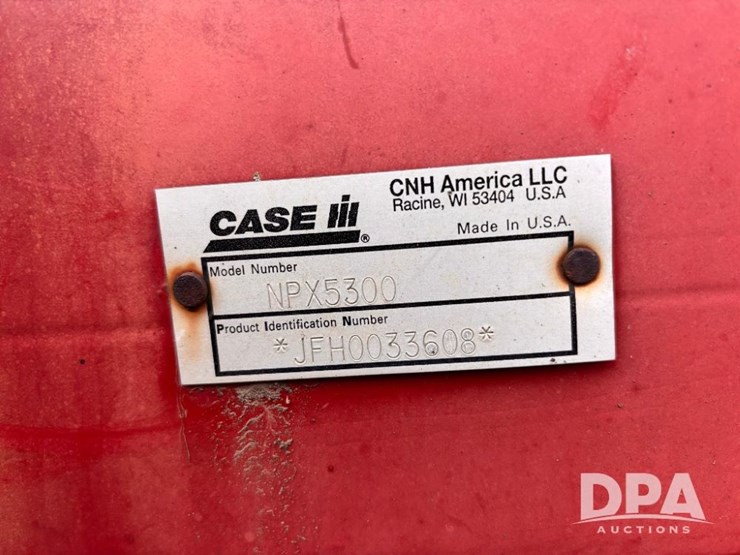 CASE IH®
CNH America LLC
Racine, WI 53404 U.S.A
Made In U.S.A.
Model Number
NPX5300
Product Identification Number
*JFH0033608*
DPA
AUCTIONS